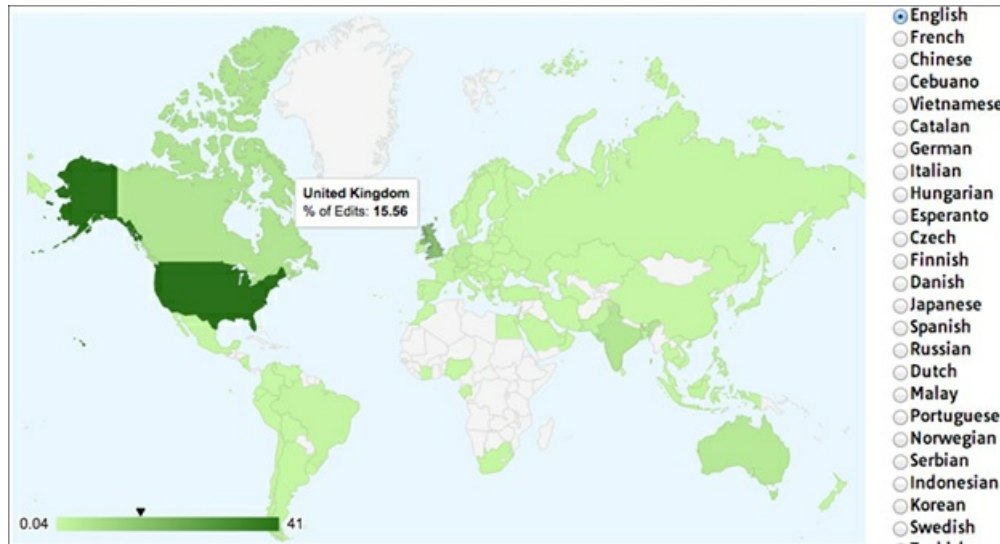 United Kingdom
% of Edits: 15.56
0.04
41
English
French
Chinese
Cebuano
Vietnamese
Catalan
German
Italian
Hungarian
Esperanto
Czech
Finnish
Danish
Japanese
Spanish
Russian
Dutch
Malay
Portuguese
Norwegian
Serbian
Indonesian
Korean
Swedish